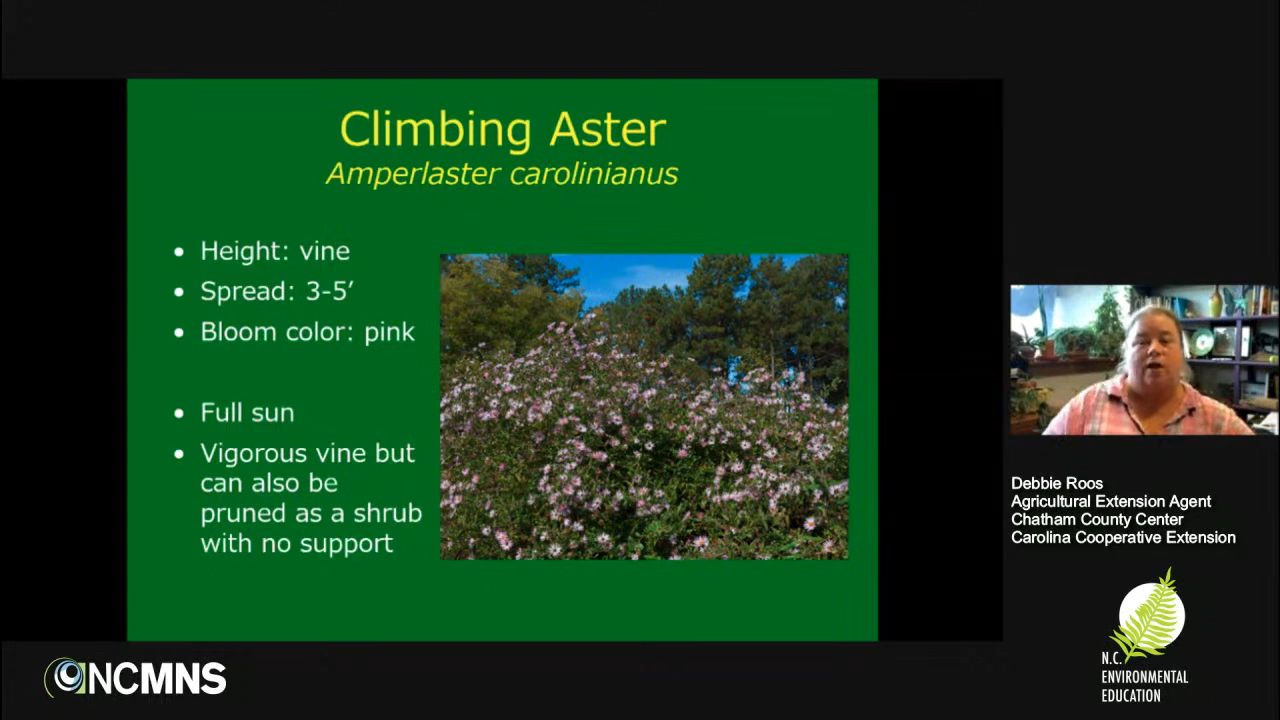 Climbing Aster
Amperlaster carolinianus
• Height: vine
• Spread: 3-5’
• Bloom color: pink
• Full sun
• Vigorous vine but
can also be
pruned as a shrub
with no support
Debbie Roos
Agricultural Extension Agent
Chatham County Center
Carolina Cooperative Extension
NCMNS
N.C.
ENVIRONMENTAL
EDUCATION